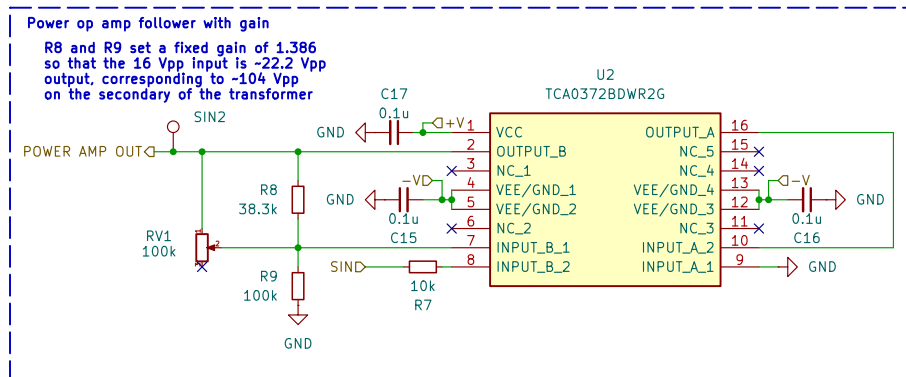 Power op amp follower with gain
R8 and R9 set a fixed gain of 1.386
so that the 16 Vpp input is ~22.2 Vpp
output, corresponding to ~104 Vpp
on the secondary of the transformer
U2
TCA0372BDWR2G
C17
0.1u
GND
+V
SIN2
POWER AMP OUT
1 VCC
2 OUTPUT_B
3 NC_1
4 VEE/GND_1
5 VEE/GND_2
6 NC_2
7 INPUT_B_1
8 INPUT_B_2
OUTPUT_A 16
NC_5 15
NC_4 14
VEE/GND_4 13
VEE/GND_3 12
NC_3 11
INPUT_A_2 10
INPUT_A_1 9
-V
GND
0.1u
C15
-V
GND
0.1u
C16
GND
R8
38.3k
RV1
100k
1
2
3
R9
100k
GND
SIN
10k
R7